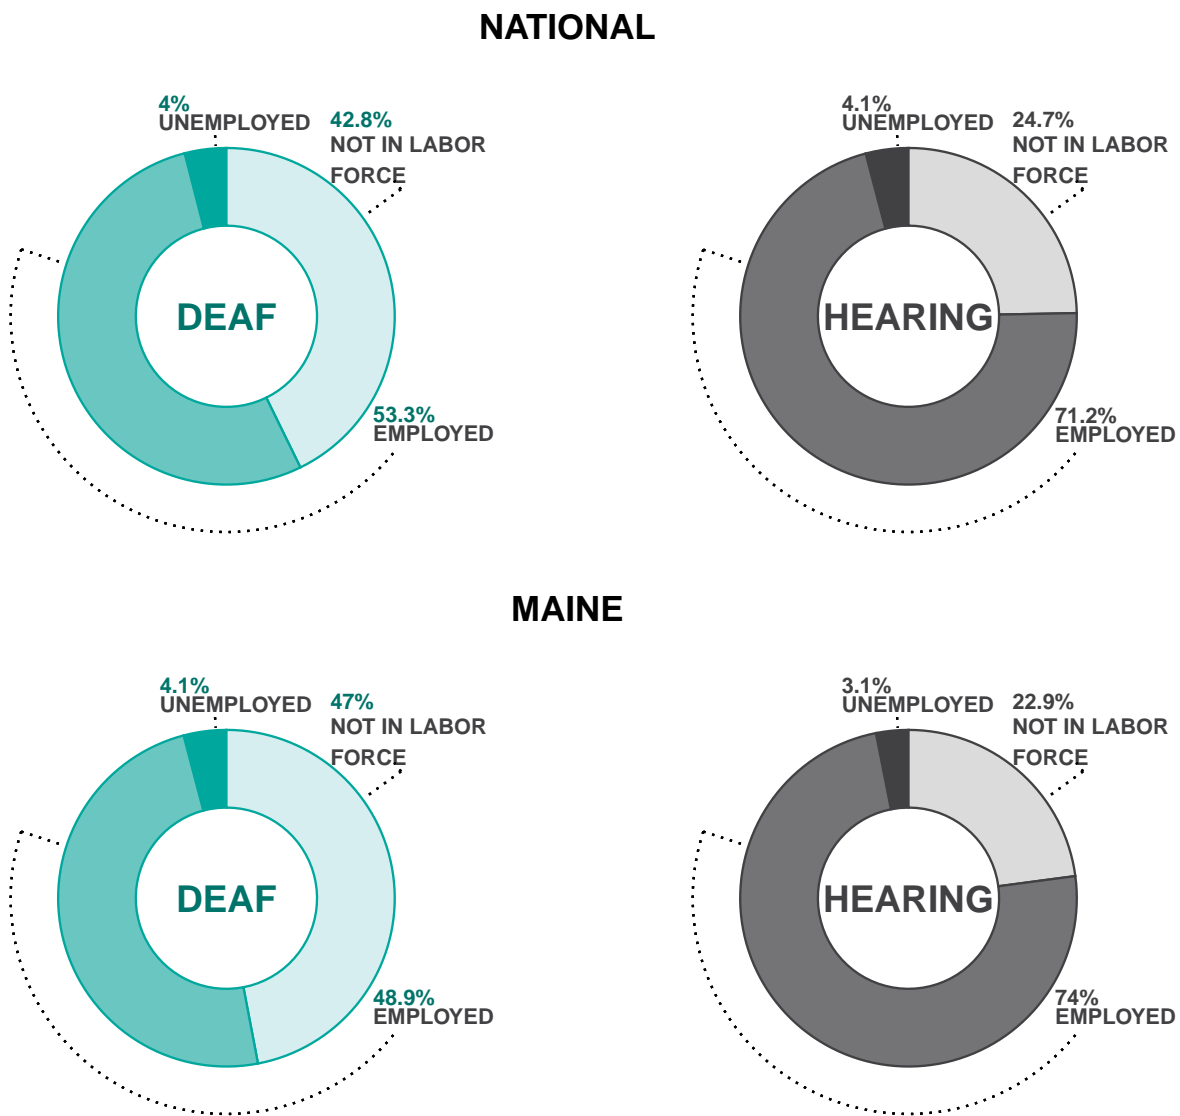 NATIONAL
4%
UNEMPLOYED
42.8%
NOT IN LABOR
FORCE
DEAF
53.3%
EMPLOYED
4.1%
UNEMPLOYED
24.7%
NOT IN LABOR
FORCE
HEARING
71.2%
EMPLOYED
MAINE
4.1%
UNEMPLOYED
47%
NOT IN LABOR
FORCE
DEAF
48.9%
EMPLOYED
3.1%
UNEMPLOYED
22.9%
NOT IN LABOR
FORCE
HEARING
74%
EMPLOYED